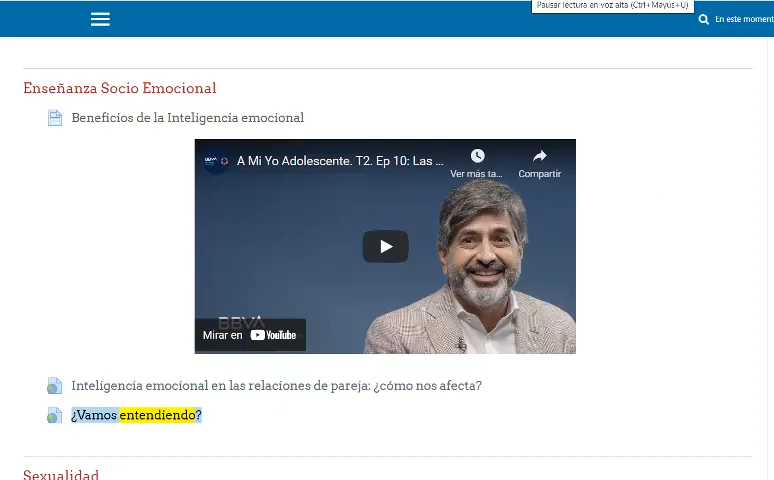 Pausar lectura en voz alta (Ctrl+Mayús+U)
En este moment
Enseñanza Socio Emocional
Beneficios de la Inteligencia emocional
BBVA
A Mi Yo Adolescente. T2. Ep 10: Las ...
Ver más ta...
Compartir
BBVA
Mirar en YouTube
Inteligencia emocional en las relaciones de pareja: ¿cómo nos afecta?
¿Vamos entendiendo?
Sexualidad